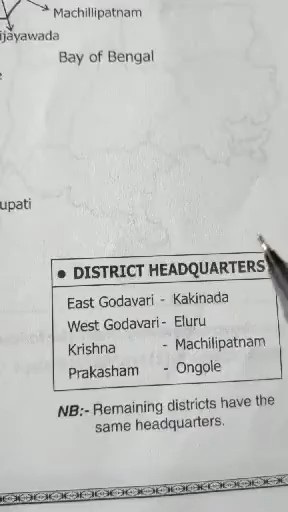 Machillipatnam
ijayawada
Bay of Bengal
upati
• DISTRICT HEADQUARTERS
East Godavari - Kakinada
West Godavari - Eluru
Krishna - Machilipatnam
Prakasham - Ongole
NB:- Remaining districts have the
same headquarters.